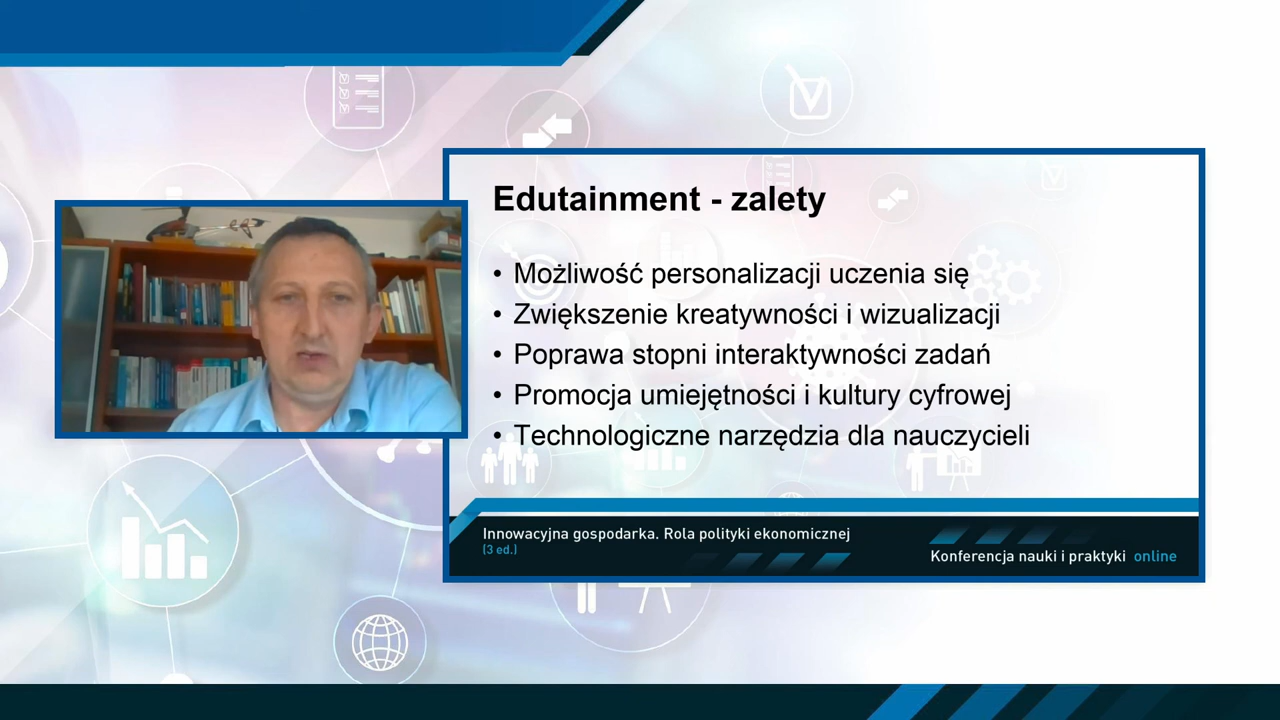 Edutainment - zalety
• Możliwość personalizacji uczenia się
• Zwiększenie kreatywności i wizualizacji
• Poprawa stopni interaktywności zadań
• Promocja umiejętności i kultury cyfrowej
• Technologiczne narzędzia dla nauczycieli
Innowacyjna gospodarka. Rola polityki ekonomicznej
(3 ed.)
Konferencja nauki i praktyki online